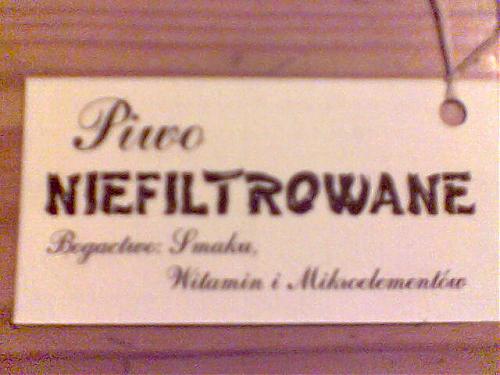 Piwo
NIEFILTROWANE
Bogactwo: Smaku,
Witamin i Mikroelementów